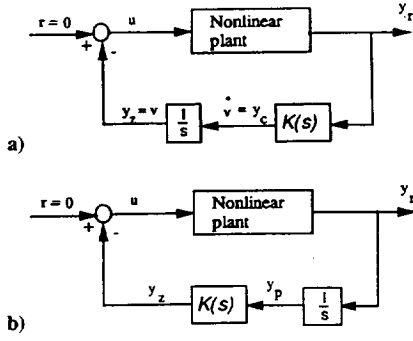 r = 0
+
-
u
Nonlinear
plant
y_r
y_z = v
1/s
v̇ = y_c
K(s)
a)
r = 0
+
-
u
Nonlinear
plant
y_r
y_z
K(s)
y_p
1/s
b)